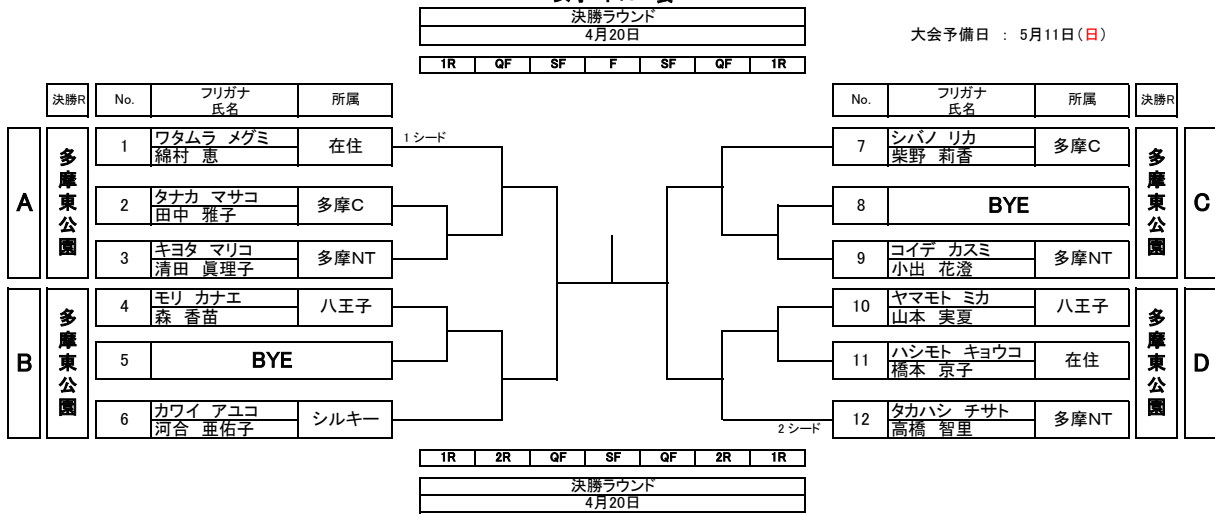 決勝ラウンド
4月20日
大会予備日 : 5月11日(日)
1R QF SF F SF QF 1R
決勝R No. フリガナ 氏名 所属
No. フリガナ 氏名 所属 決勝R
A
多摩東公園
1 ワタムラ メグミ 在住
綿村 恵
1シード
2 タナカ マサコ 多摩C
田中 雅子
3 キヨタ マリコ 多摩NT
清田 眞理子
B
多摩東公園
4 モリ カナエ 八王子
森 香苗
5 BYE
6 カワイ アユコ シルキー
河合 亜佑子
7 シバノ リカ 多摩C
柴野 莉香
8 BYE
9 コイデ カスミ 多摩NT
小出 花澄
多摩東公園
C
10 ヤマモト ミカ 八王子
山本 実夏
11 ハシモト キョウコ 在住
橋本 京子
2シード
12 タカハシ チサト 多摩NT
高橋 智里
多摩東公園
D
1R 2R QF SF QF 2R 1R
決勝ラウンド
4月20日